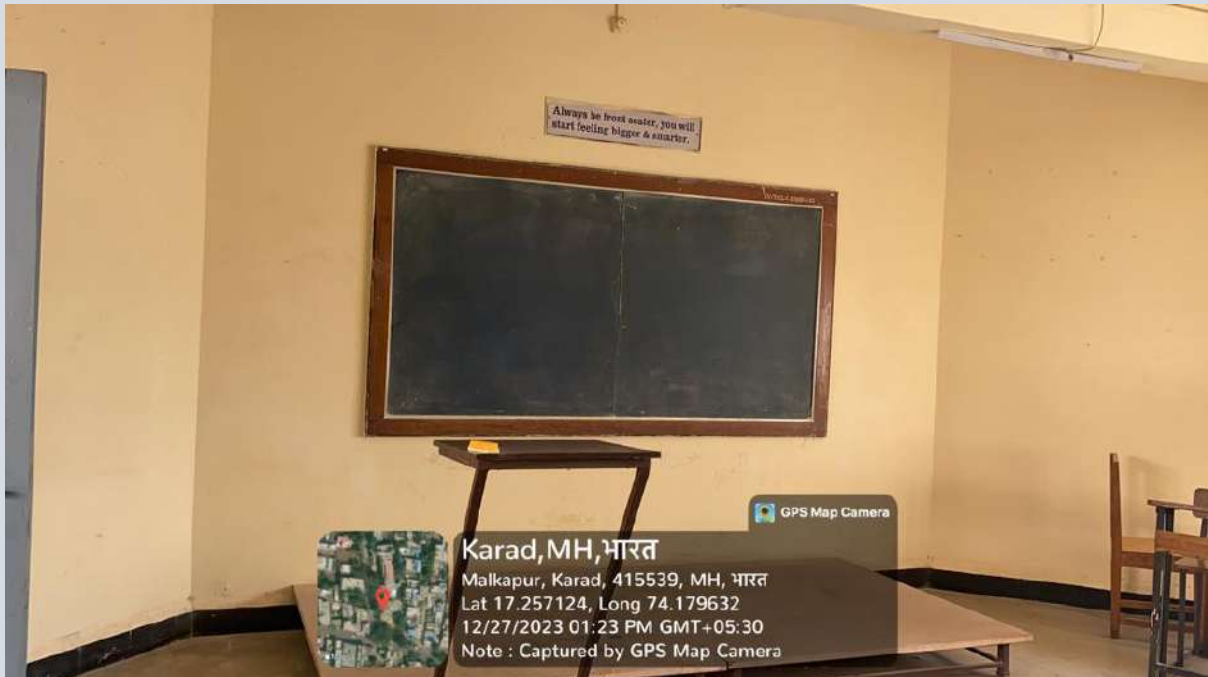 Always be front seater, you will
start feeling bigger & smarter.
GPS Map Camera
Karad,MH,भारत
Malkapur, Karad, 415539, MH, भारत
Lat 17.257124, Long 74.179632
12/27/2023 01:23 PM GMT+05:30
Note : Captured by GPS Map Camera